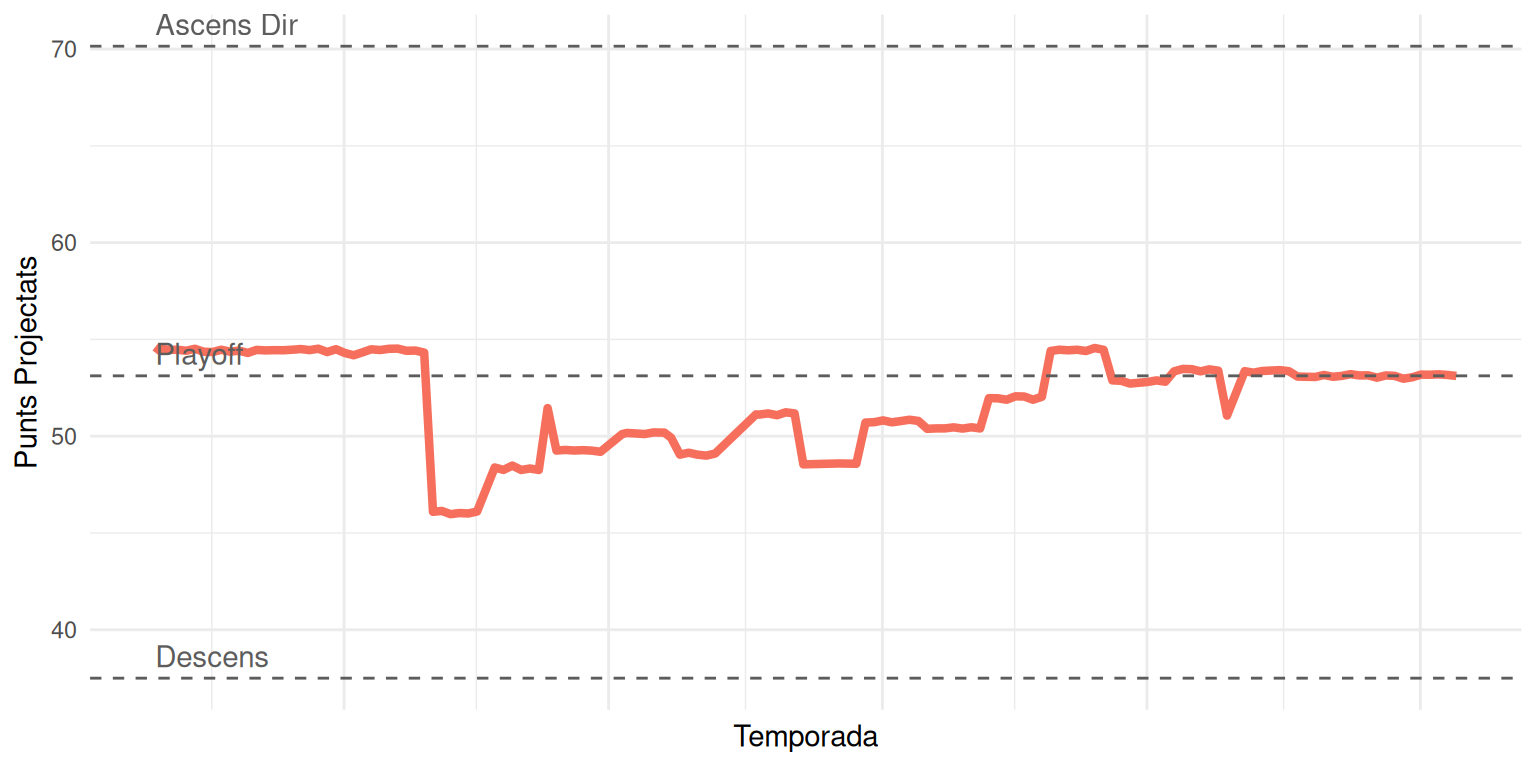 Ascens Dir
70
60
Playoff
50
40
Descens
Punts Projectats
Temporada